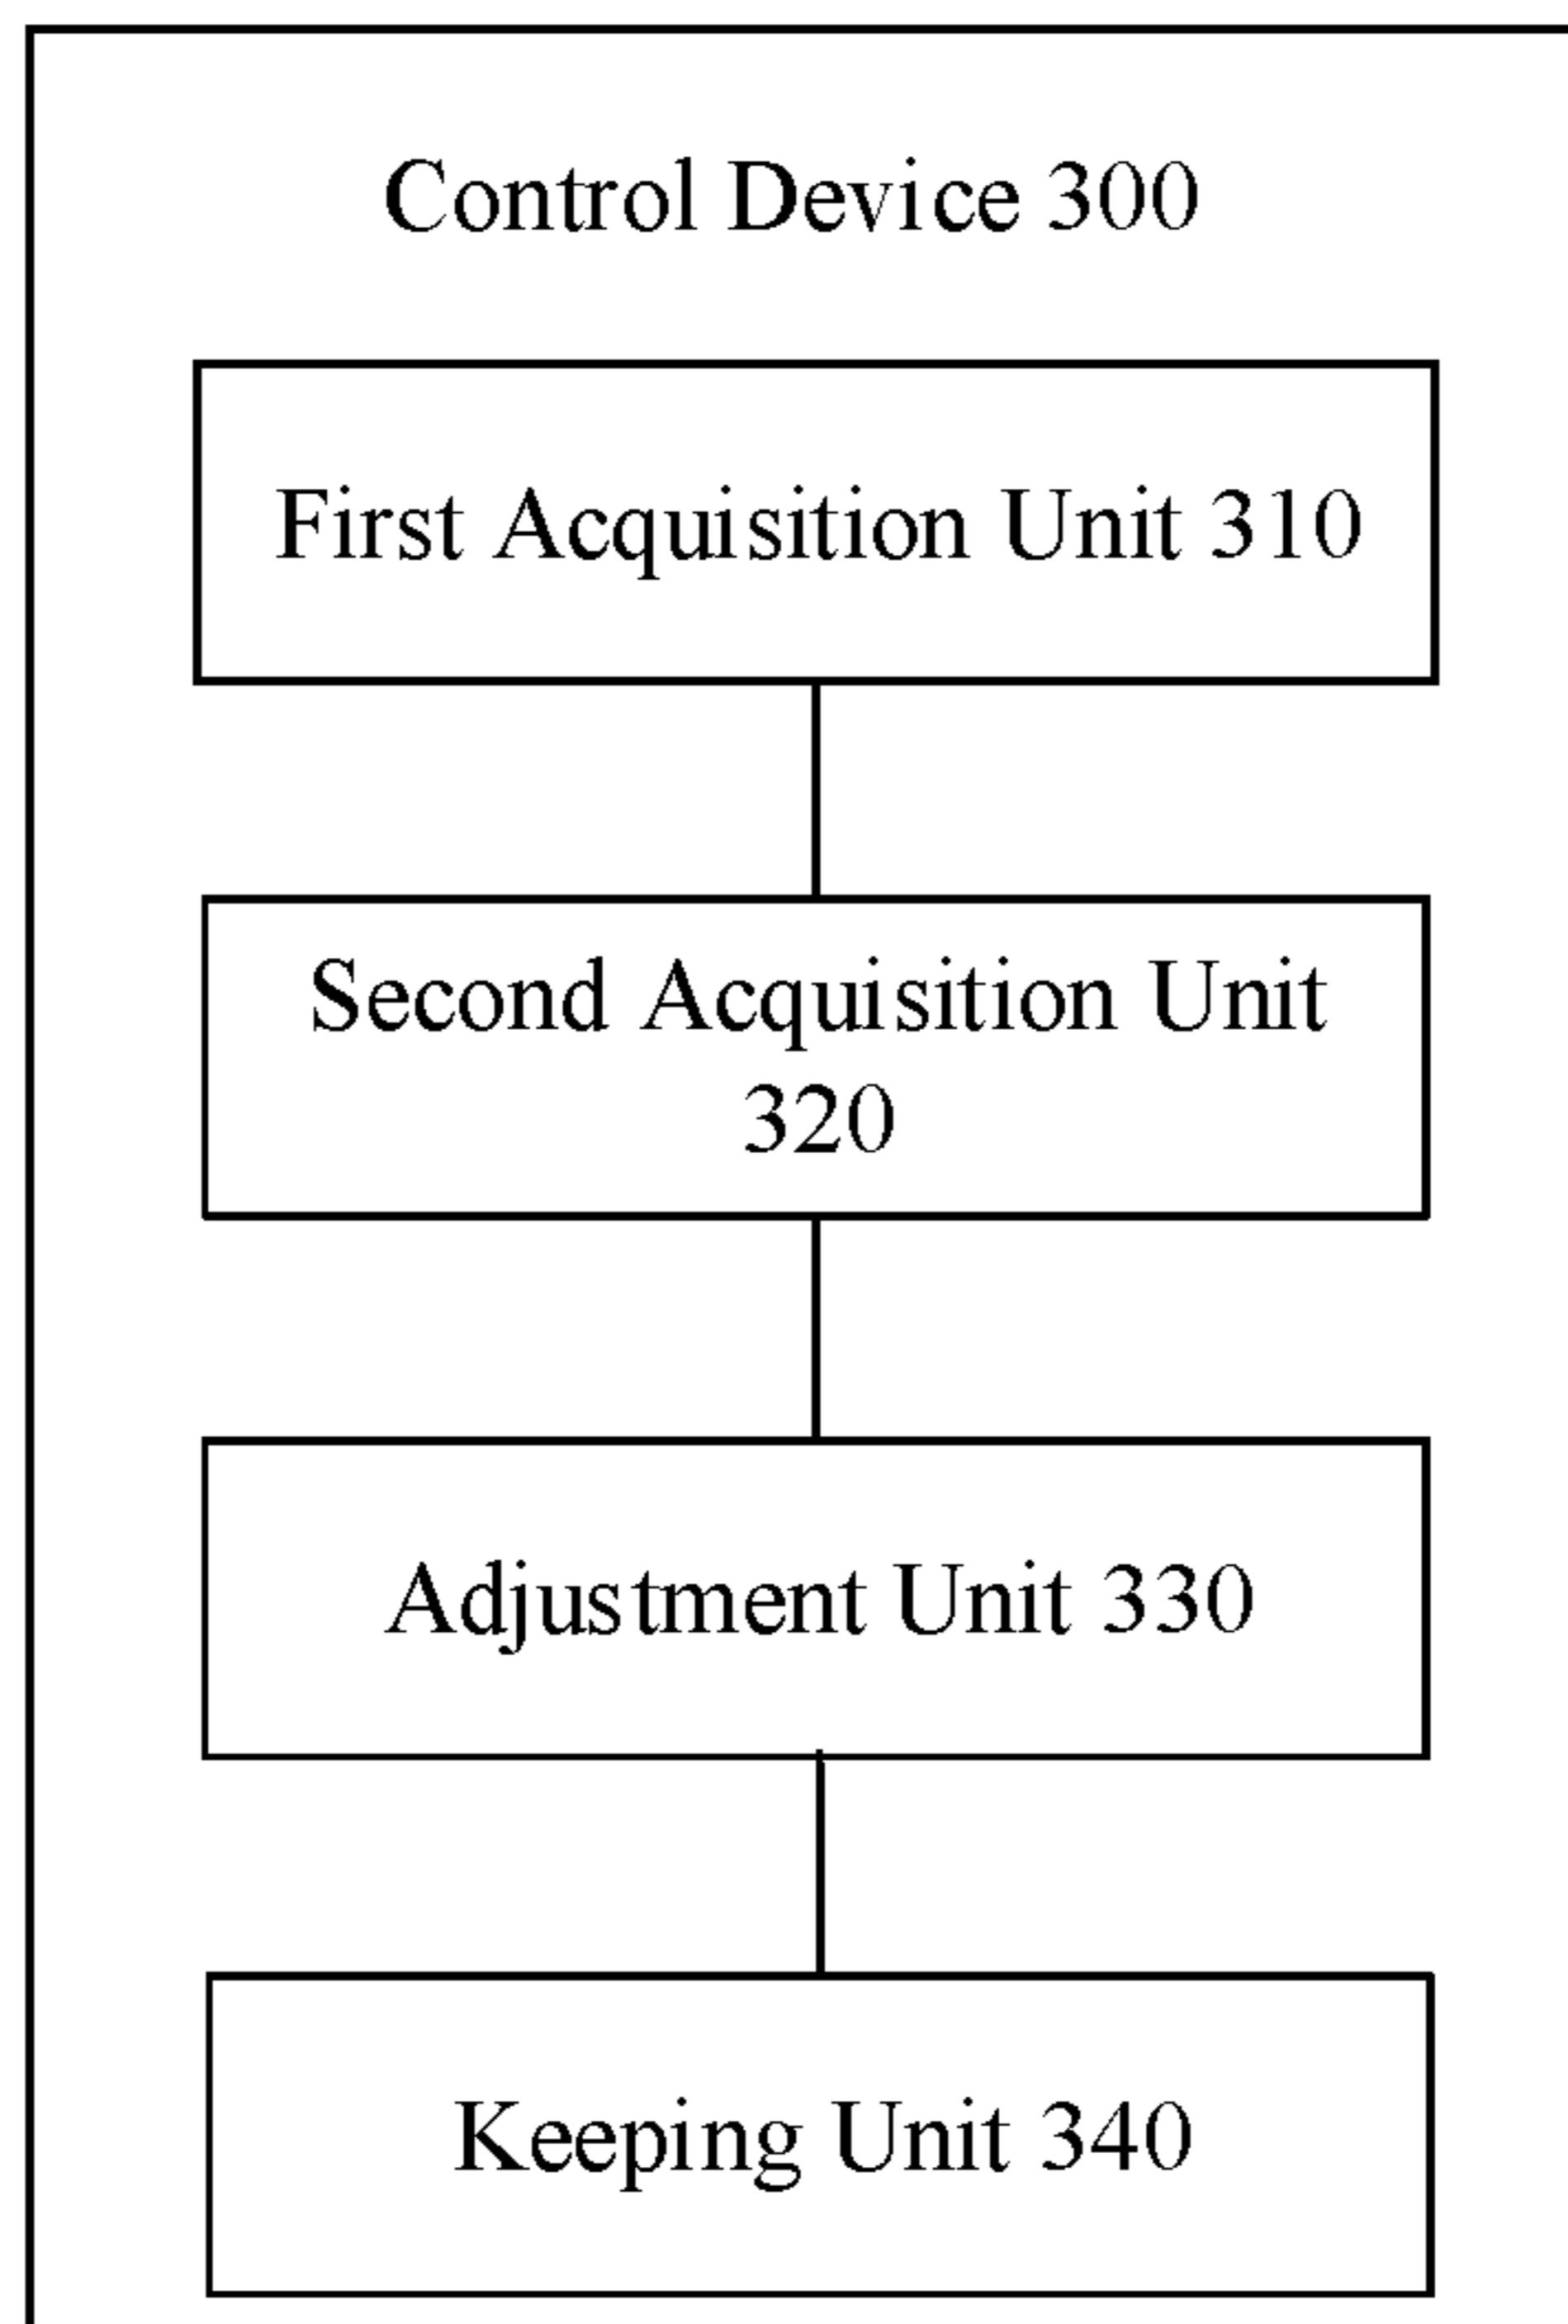 Control Device 300
First Acquisition Unit 310
Second Acquisition Unit
320
Adjustment Unit 330
Keeping Unit 340